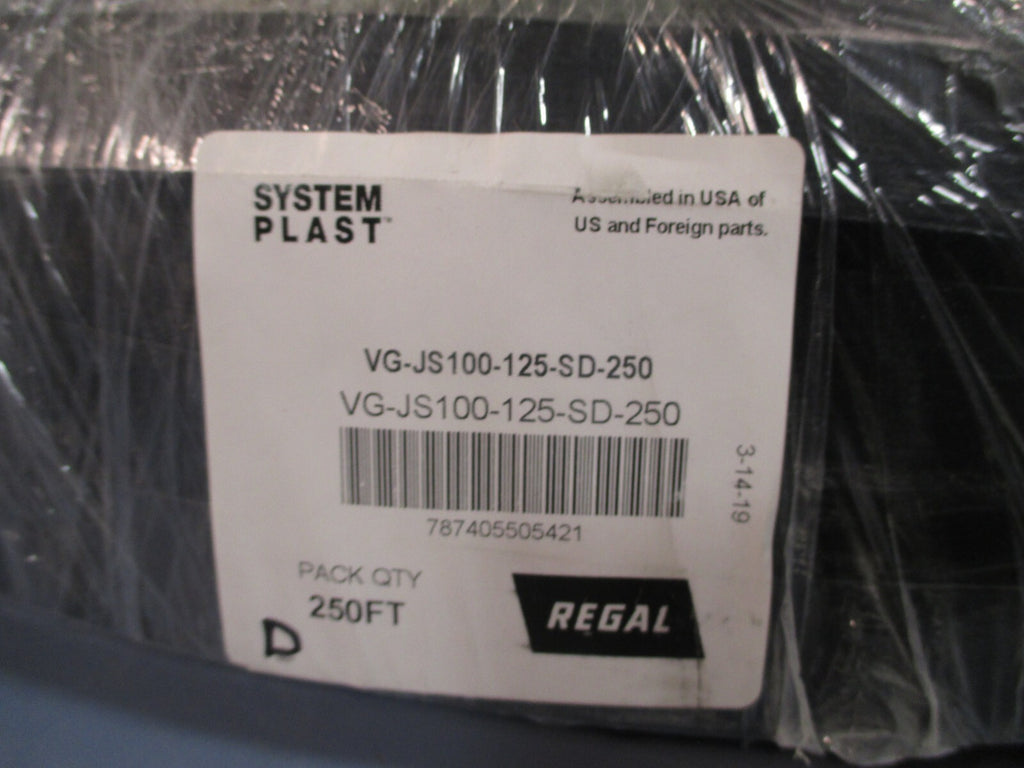 SYSTEM
PLAST™
Assembled in USA of
US and Foreign parts.
VG-JS100-125-SD-250
VG-JS100-125-SD-250
787405505421
3-14-19
PACK QTY
250FT
D
REGAL